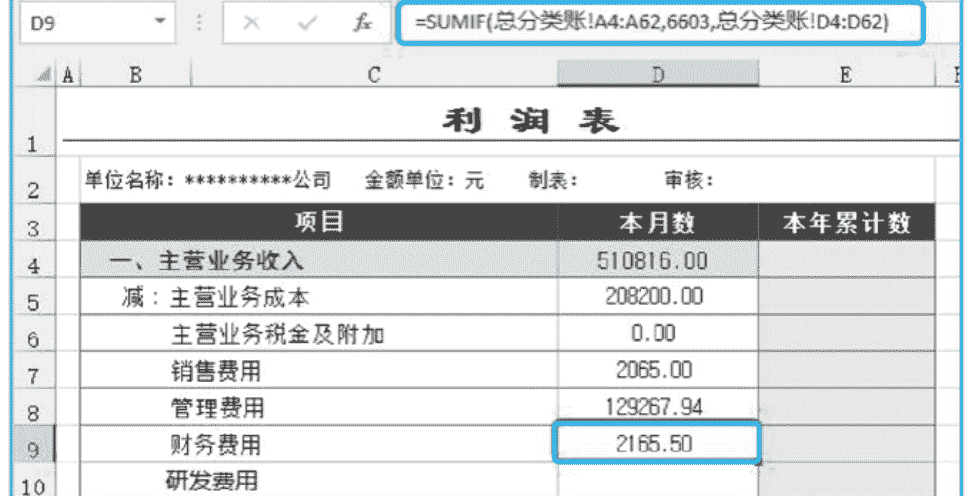 D9 fx =SUMIF(总分类账!A4:A62,6603,总分类账!D4:D62)
A B C D E
1 利 润 表
2 单位名称：**********公司 金额单位：元 制表： 审核：
3 项目 本月数 本年累计数
4 一、主营业务收入 510816.00
5 减：主营业务成本 208200.00
6 主营业务税金及附加 0.00
7 销售费用 2065.00
8 管理费用 129267.94
9 财务费用 2165.50
10 研发费用